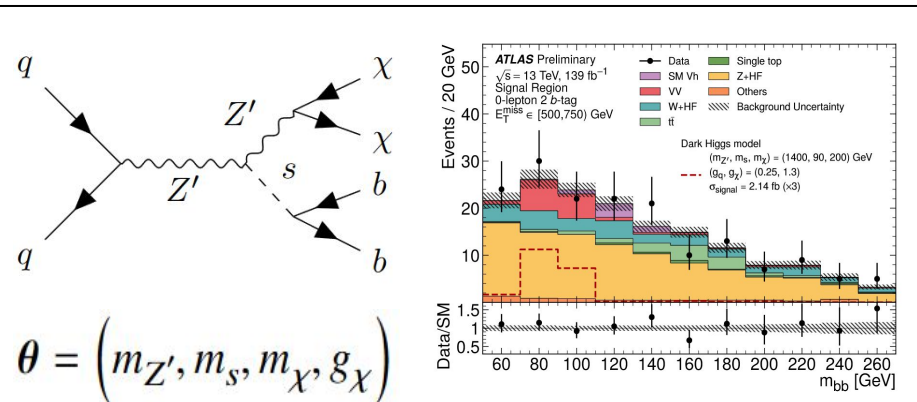 q
q
Z′
Z′
s
χ
χ
b
b
θ = (m_Z′, m_s, m_χ, g_χ)
ATLAS Preliminary
√s = 13 TeV, 139 fb⁻¹
Signal Region
0-lepton 2 b-tag
E_T^miss ∈ [500,750) GeV
Data
SM Vh
VV
W+HF
tt̄
Single top
Z+HF
Others
Background Uncertainty
Dark Higgs model
(m_Z′, m_s, m_χ) = (1400, 90, 200) GeV
(g_q, g_χ) = (0.25, 1.3)
σ_signal = 2.14 fb (×3)
Events / 20 GeV
50
40
30
20
10
Data/SM
1.5
1
0.5
60 80 100 120 140 160 180 200 220 240 260
m_bb [GeV]